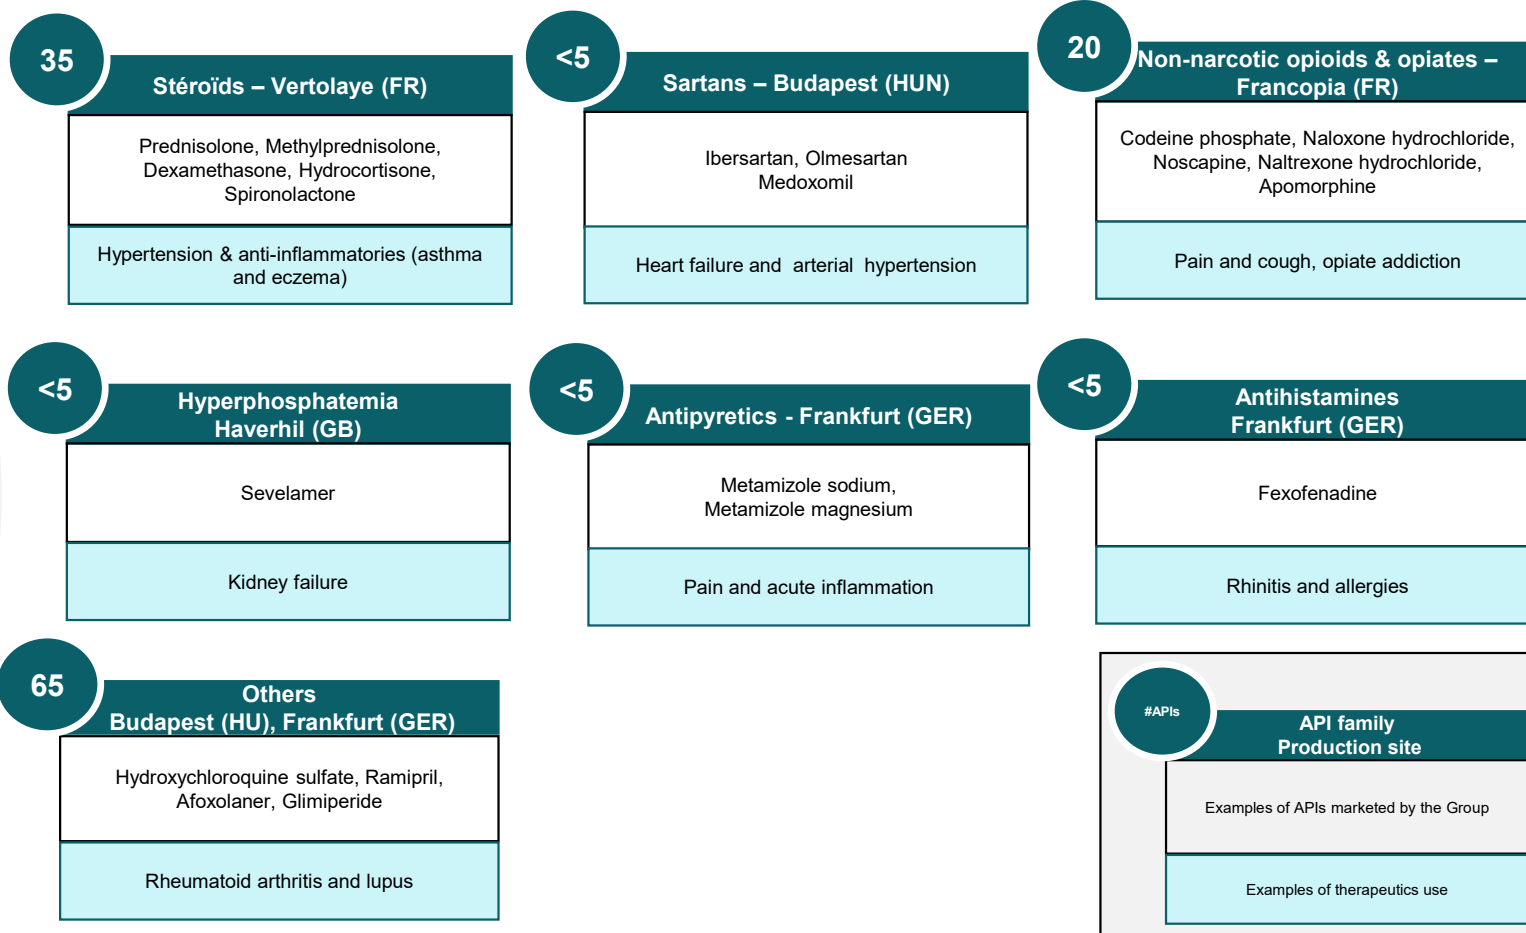 35
Stéroïds – Vertolaye (FR)
Prednisolone, Methylprednisolone,
Dexamethasone, Hydrocortisone,
Spironolactone
Hypertension & anti-inflammatories (asthma
and eczema)
<5
Sartans – Budapest (HUN)
Ibersartan, Olmesartan
Medoxomil
Heart failure and arterial hypertension
20
Non-narcotic opioids & opiates –
Francopia (FR)
Codeine phosphate, Naloxone hydrochloride,
Noscapine, Naltrexone hydrochloride,
Apomorphine
Pain and cough, opiate addiction
<5
Hyperphosphatemia
Haverhil (GB)
Sevelamer
Kidney failure
<5
Antipyretics - Frankfurt (GER)
Metamizole sodium,
Metamizole magnesium
Pain and acute inflammation
<5
Antihistamines
Frankfurt (GER)
Fexofenadine
Rhinitis and allergies
65
Others
Budapest (HU), Frankfurt (GER)
Hydroxychloroquine sulfate, Ramipril,
Afoxolaner, Glimiperide
Rheumatoid arthritis and lupus
#APIs
API family
Production site
Examples of APIs marketed by the Group
Examples of therapeutics use